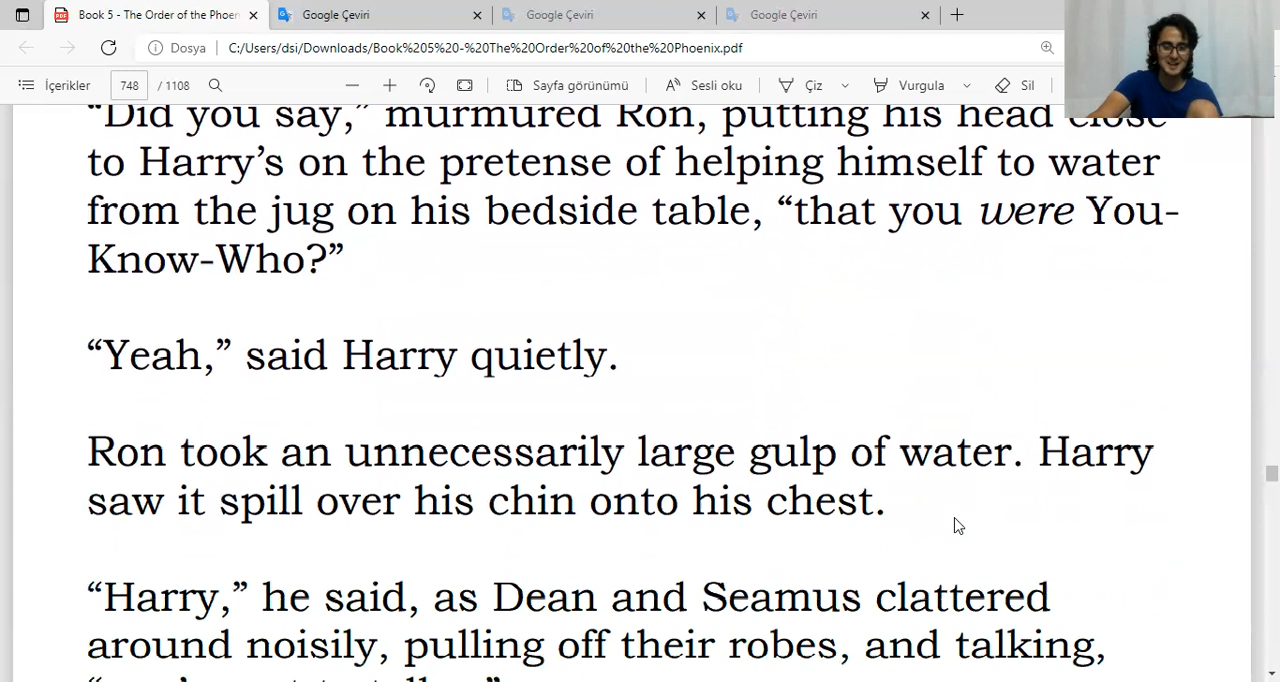 Book 5 - The Order of the Phoen
Google Çeviri
Google Çeviri
Google Çeviri
Dosya
C:/Users/dsi/Downloads/Book%205%20-%20The%20Order%20of%20the%20Phoenix.pdf
İçerikler
748
/ 1108
Sayfa görünümü
Sesli oku
Çiz
Vurgula
Sil
“Did you say,” murmured Ron, putting his head close
to Harry’s on the pretense of helping himself to water
from the jug on his bedside table, “that you were You-
Know-Who?”
“Yeah,” said Harry quietly.
Ron took an unnecessarily large gulp of water. Harry
saw it spill over his chin onto his chest.
“Harry,” he said, as Dean and Seamus clattered
around noisily, pulling off their robes, and talking,